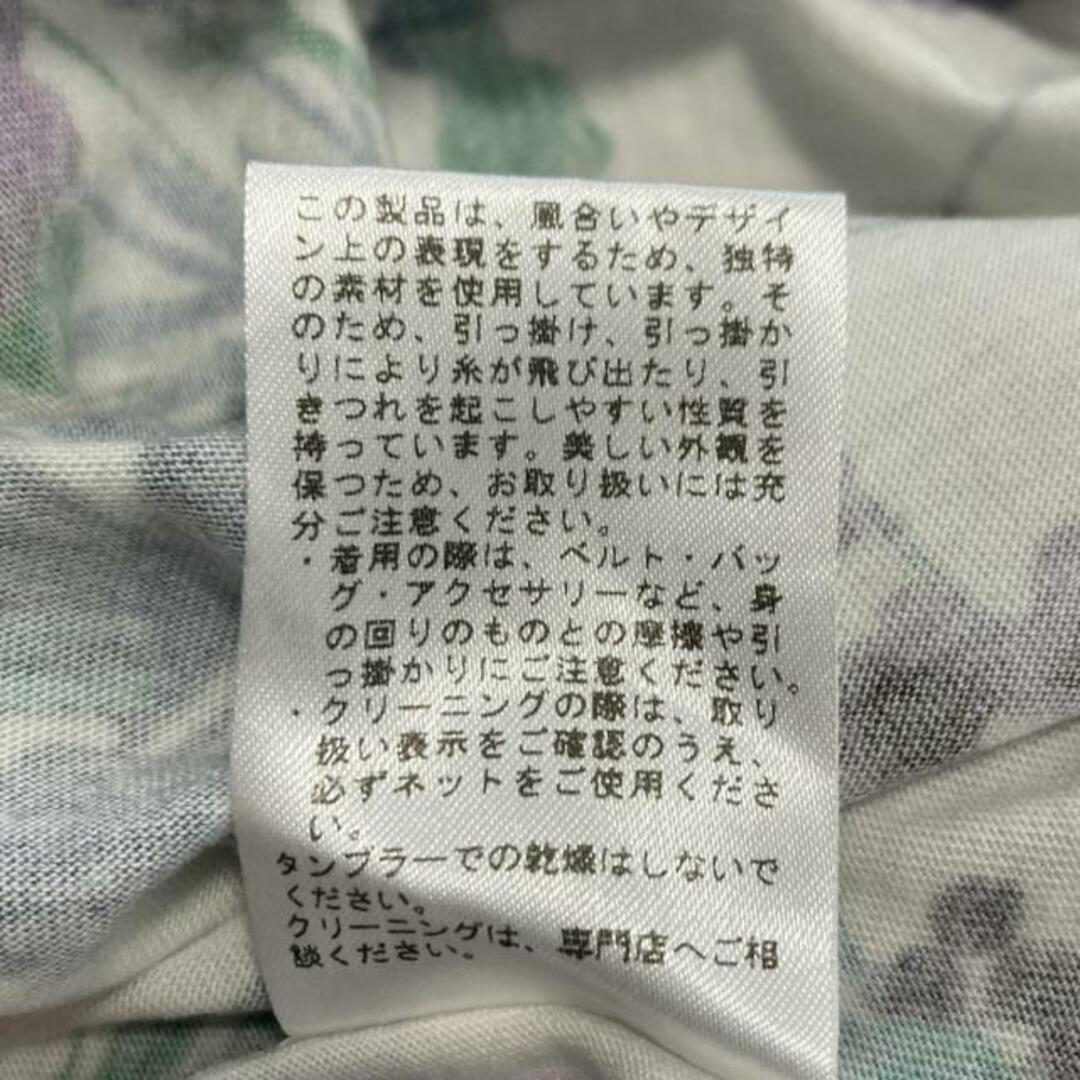 この製品は、風合いやデザイ
ン上の表現をするため、独特
の素材を使用しています。そ
のため、引っ掛け、引っ掛か
りにより糸が飛び出たり、引
きつれを起こしやすい性質を
持っています。美しい外観を
保つため、お取り扱いには充
分ご注意ください。
・着用の際は、ベルト・バッ
グ・アクセサリーなど、身
の回りのものとの摩擦や引
っ掛かりにご注意ください。
・クリーニングの際は、取り
扱い表示をご確認のうえ、
必ずネットをご使用くださ
い。
タンブラーでの乾燥はしないで
ください。
クリーニングは、専門店へご相
談ください。